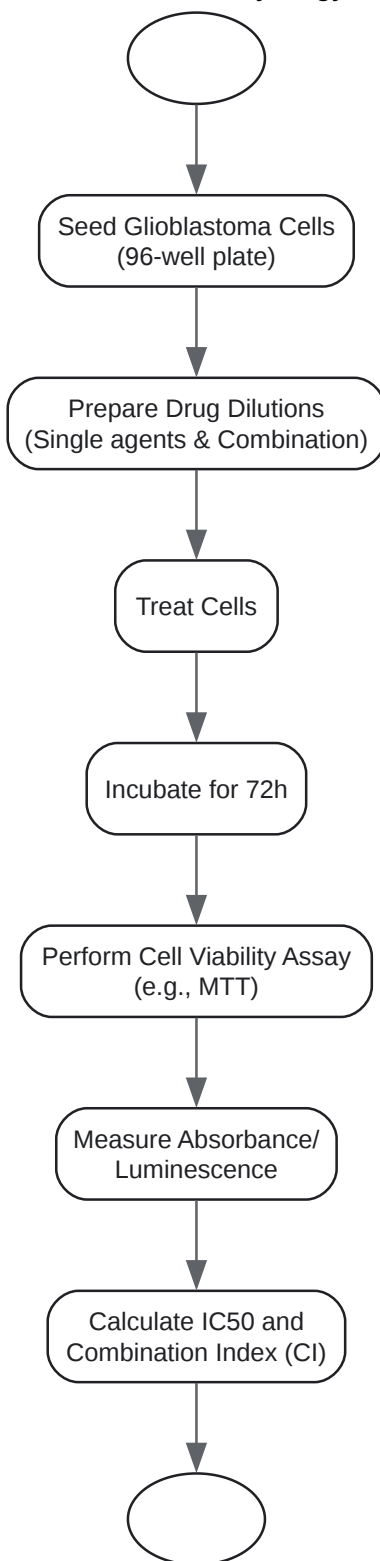 Seed Glioblastoma Cells
(96-well plate)
Prepare Drug Dilutions
(Single agents & Combination)
Treat Cells
Incubate for 72h
Perform Cell Viability Assay
(e.g., MTT)
Measure Absorbance/
Luminescence
Calculate IC50 and
Combination Index (CI)